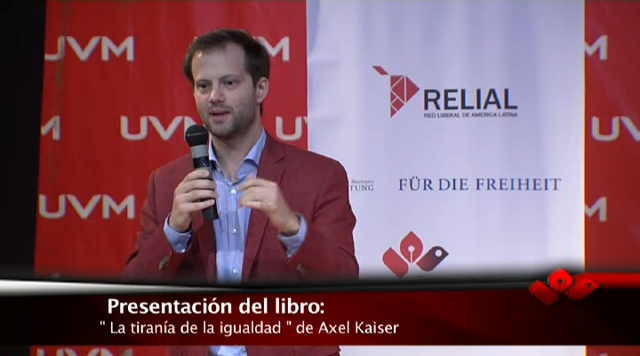 UVM
UVM
UVM
UVM
UVM
RELIAL
RED LIBERAL DE AMERICA LATINA
FÜR DIE FREIHEIT
Presentación del libro:
" La tiranía de la igualdad " de Axel Kaiser